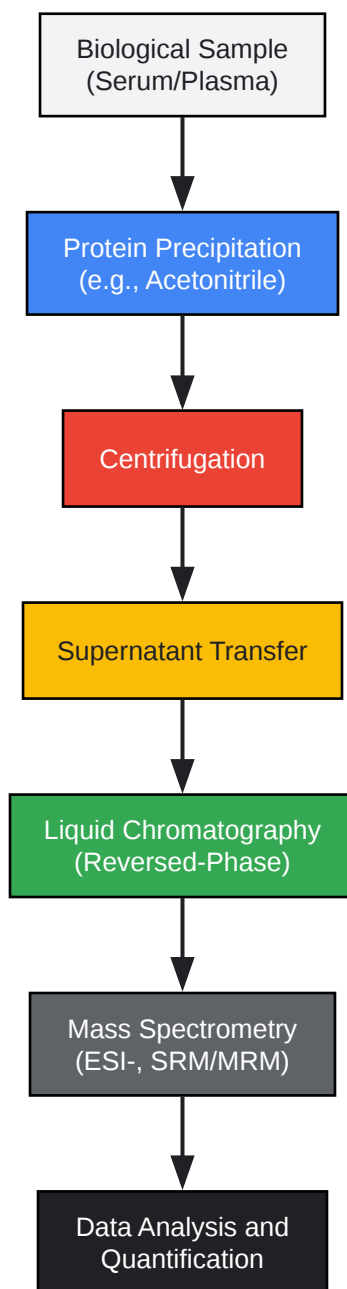 Biological Sample
(Serum/Plasma)
Protein Precipitation
(e.g., Acetonitrile)
Centrifugation
Supernatant Transfer
Liquid Chromatography
(Reversed-Phase)
Mass Spectrometry
(ESI-, SRM/MRM)
Data Analysis and
Quantification